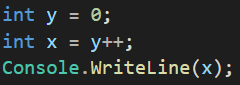 int y = 0;
int x = y++;
Console.WriteLine(x);